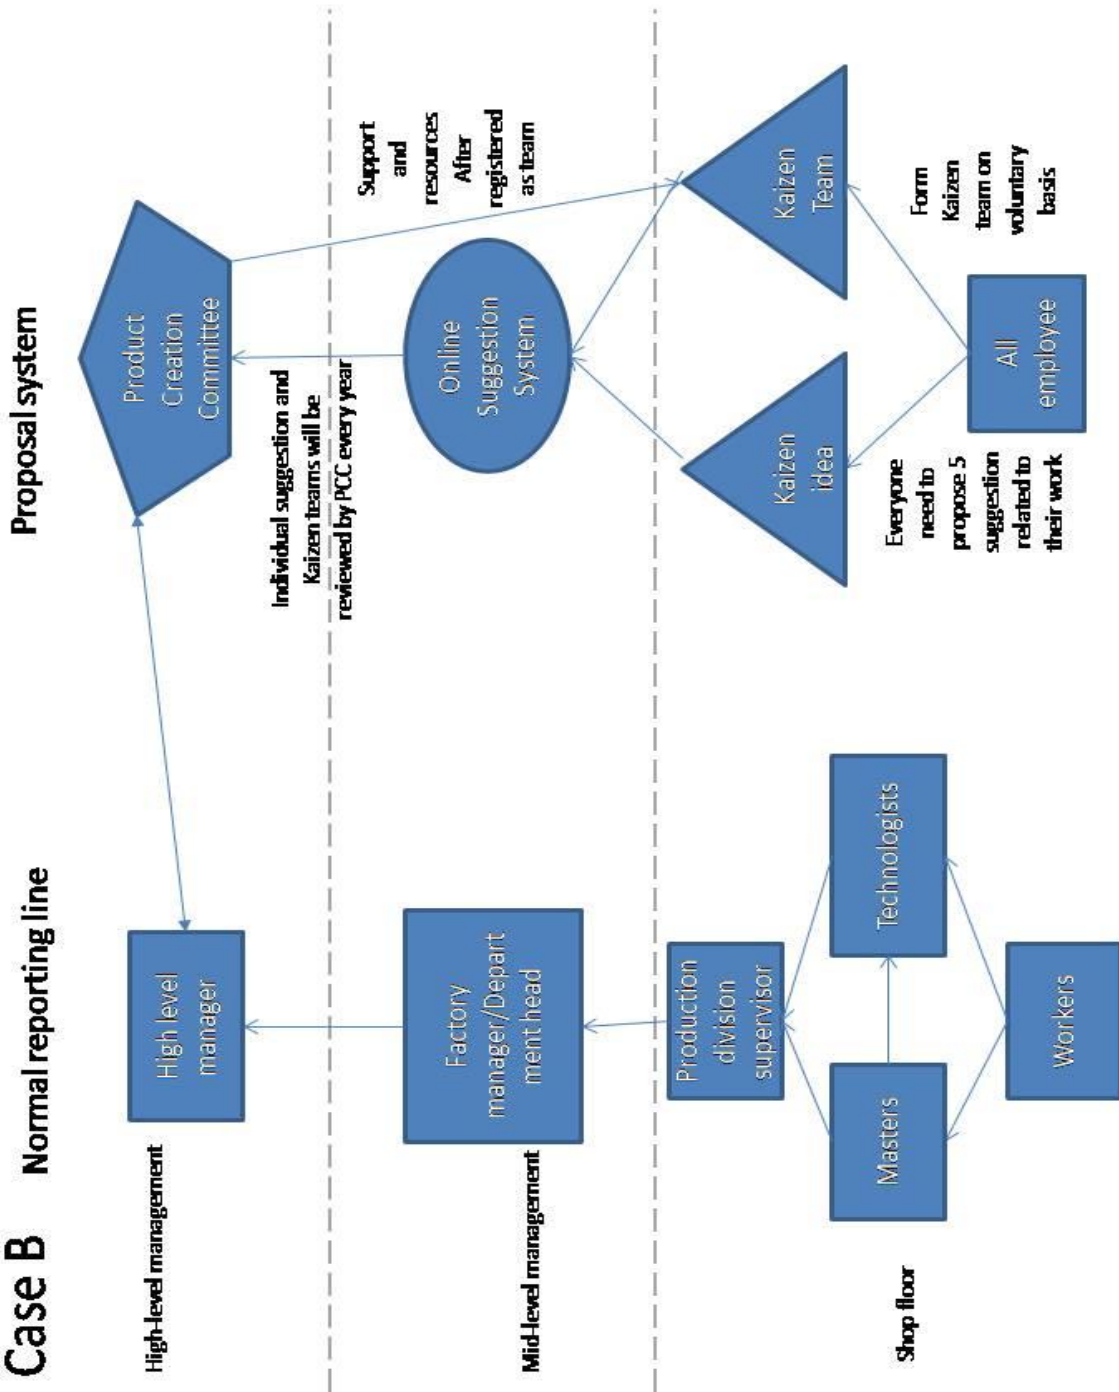 Case B
Normal reporting line
Proposal system
High-level management
High level
manager
Product
Creation
Committee
Individual suggestion and
Kaizen teams will be
reviewed by PCC every year
Support
and
resources
After
registered
as team
Mid-level management
Factory
manager/Depart
ment head
Online
Suggestion
System
Shop floor
Production
division
supervisor
Masters
Technologists
Workers
Kaizen
idea
Kaizen
Team
Everyone
need to
propose 5
suggestion
related to
their work
All
employee
Form
Kaizen
team on
voluntary
basis